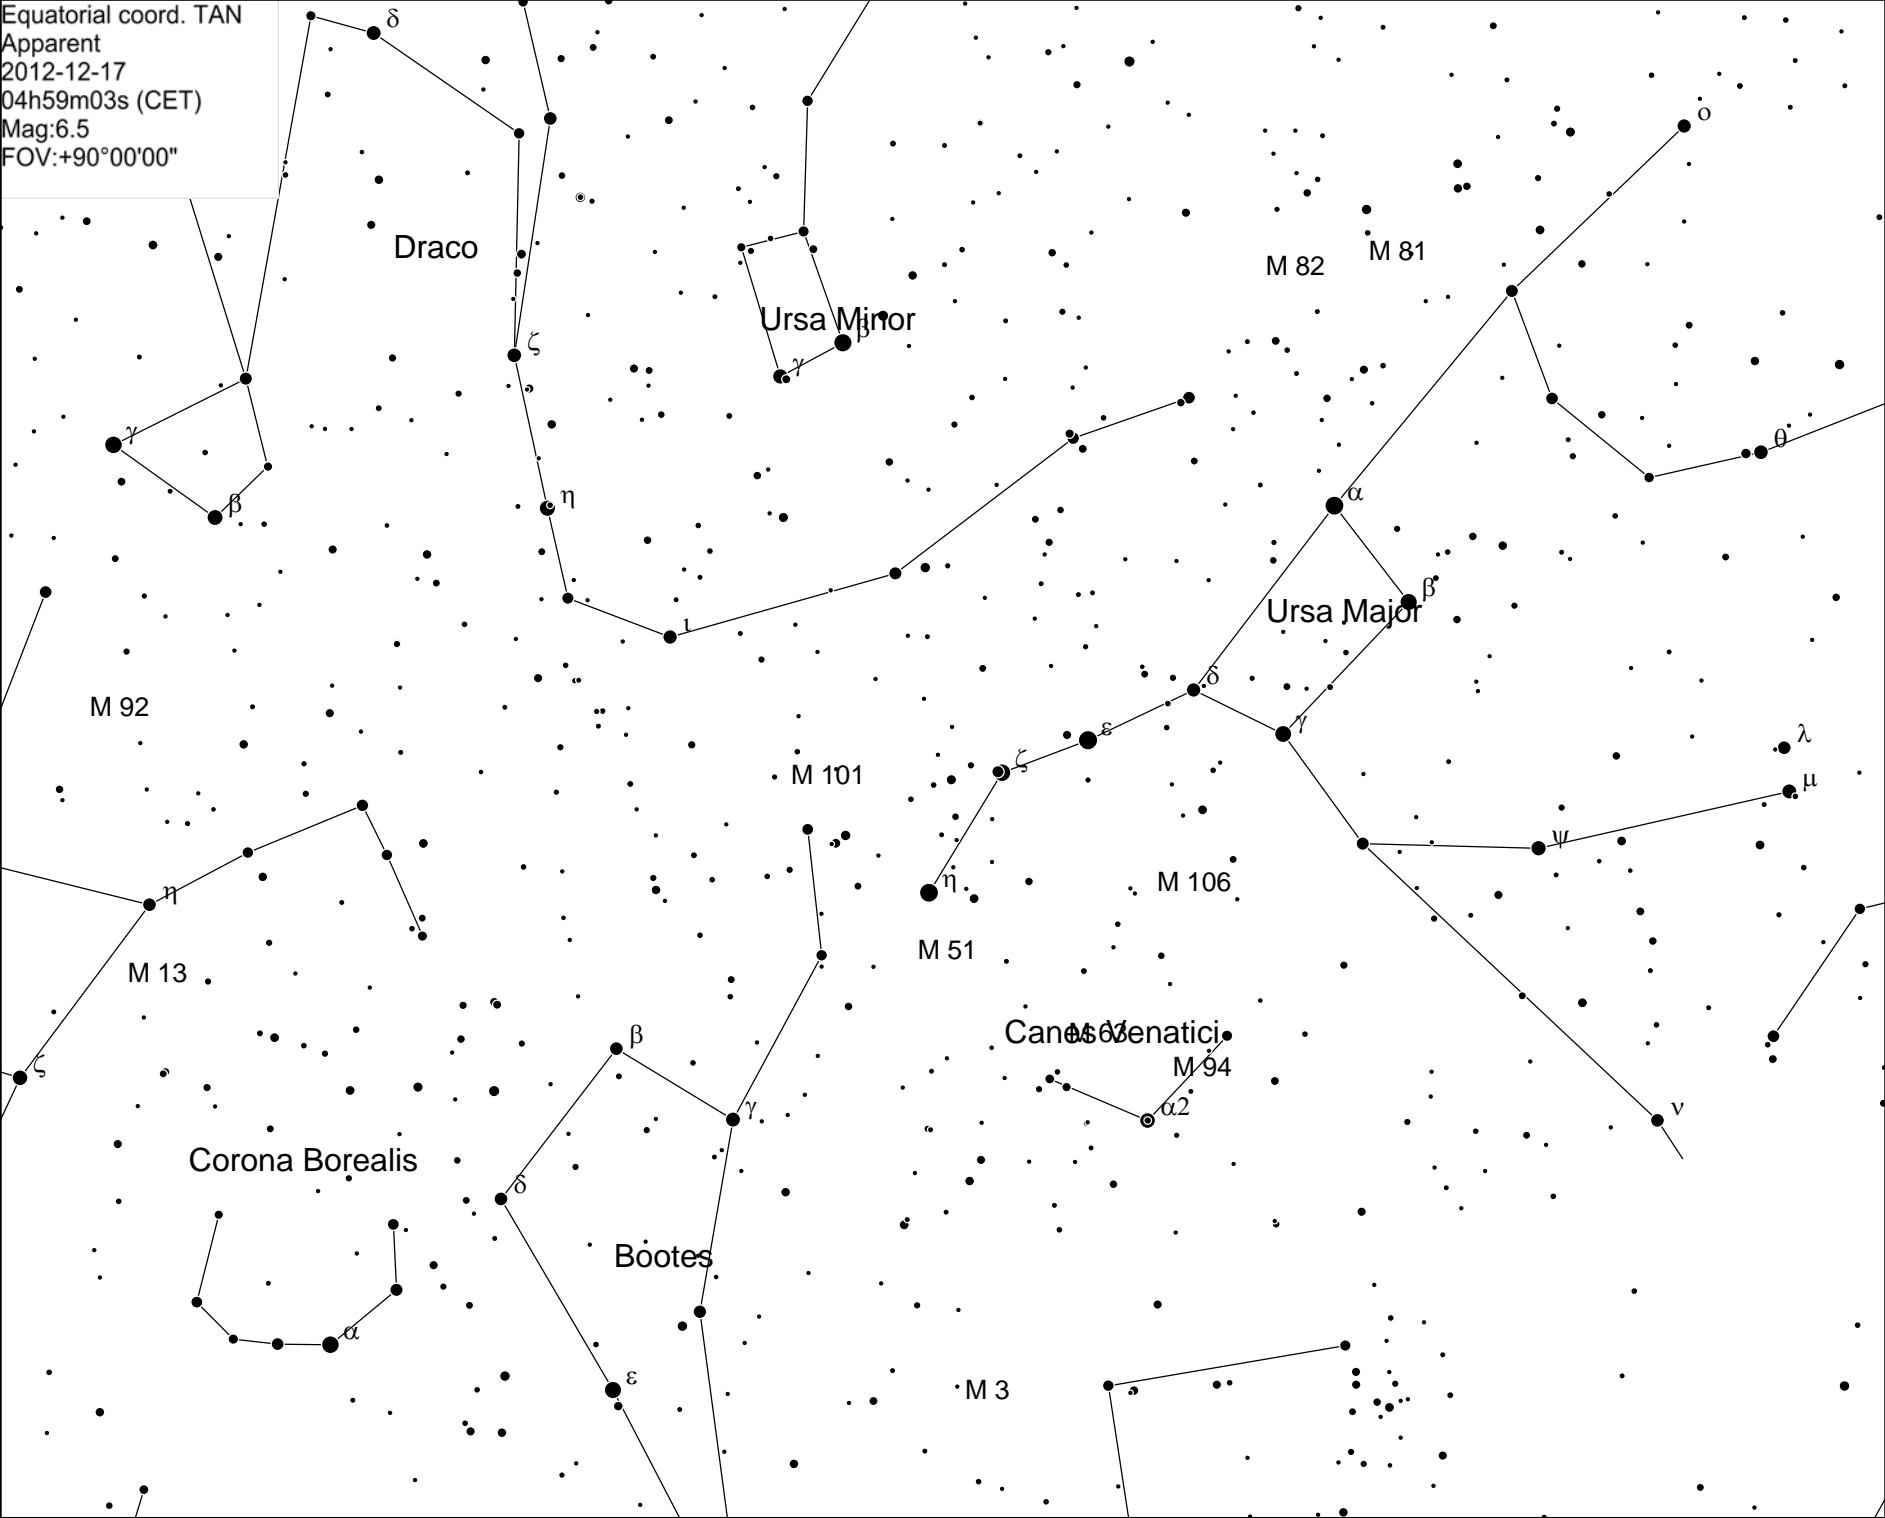 Equatorial coord. TAN
Apparent
2012-12-17
04h59m03s (CET)
Mag:6.5
FOV:+90°00'00"
δ
ο
Draco
M 82
M 81
Ursa Minor
β
ζ
γ
γ
θ
β
η
α
β
Ursa Major
ι
δ
M 92
ε
γ
λ
ζ
M 101
μ
ψ
η
M 106
η
M 51
M 13
β
Canes Venatici
M 63
ζ
M 94
γ
α2
ν
Corona Borealis
δ
Bootes
α
ε
M 3